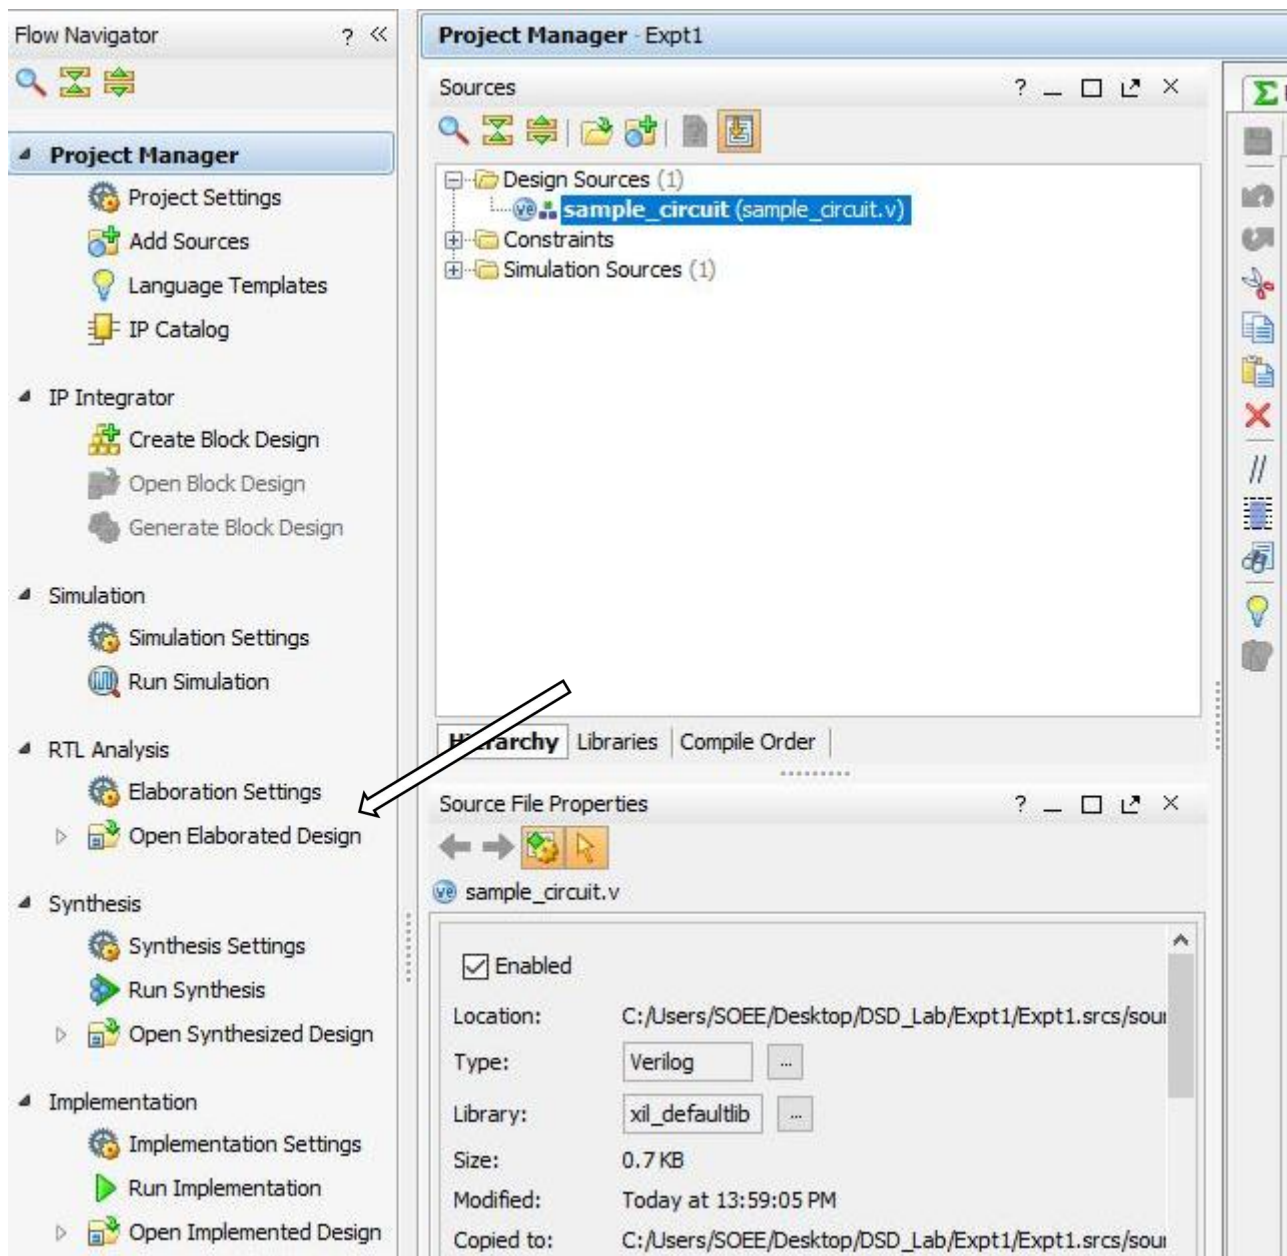 Flow Navigator
Project Manager
Project Settings
Add Sources
Language Templates
IP Catalog
IP Integrator
Create Block Design
Open Block Design
Generate Block Design
Simulation
Simulation Settings
Run Simulation
RTL Analysis
Elaboration Settings
Open Elaborated Design
Synthesis
Synthesis Settings
Run Synthesis
Open Synthesized Design
Implementation
Implementation Settings
Run Implementation
Open Implemented Design
Project Manager - Expt1
Sources
Design Sources (1)
sample_circuit (sample_circuit.v)
Constraints
Simulation Sources (1)
Hierarchy Libraries Compile Order
Source File Properties
sample_circuit.v
Enabled
Location: C:/Users/SOEE/Desktop/DSD_Lab/Expt1/Expt1.srcs/sour
Type: Verilog ...
Library: xil_defaultlib ...
Size: 0.7 KB
Modified: Today at 13:59:05 PM
Copied to: C:/Users/SOEE/Desktop/DSD_Lab/Expt1/Expt1.srcs/sour